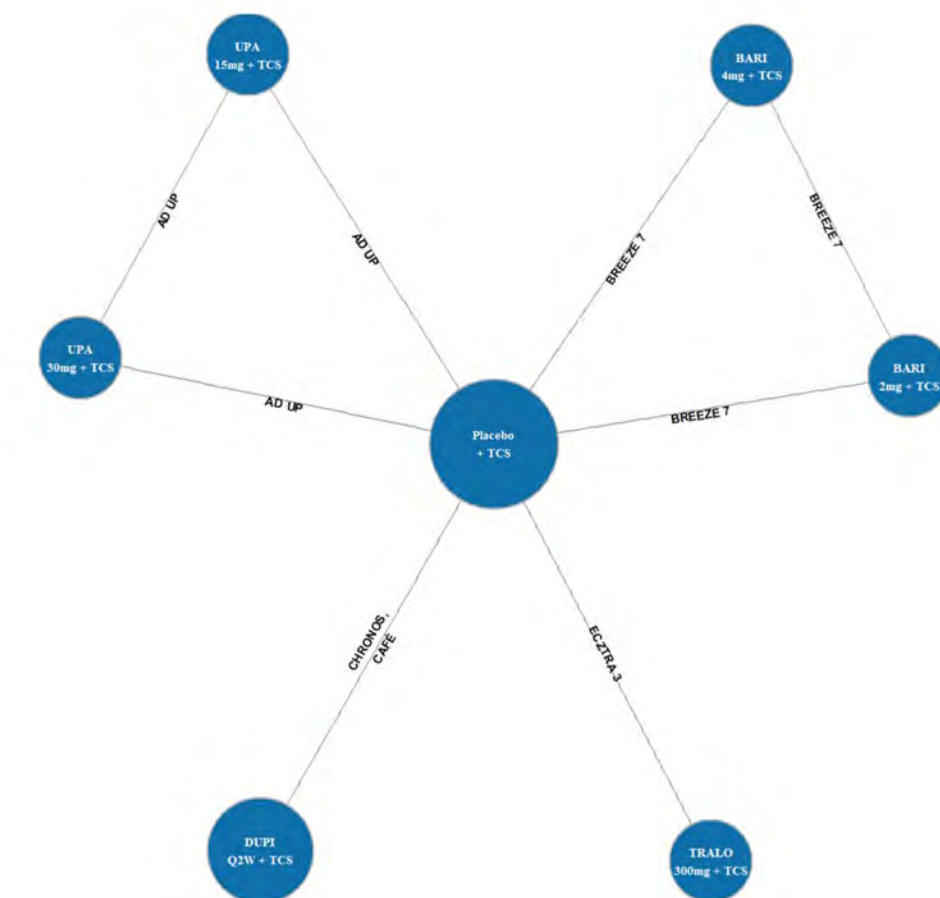 UPA
15mg + TCS
BARI
4mg + TCS
AD UP
AD UP
BREEZE 7
BREEZE 7
UPA
30mg + TCS
BARI
2mg + TCS
AD UP
BREEZE 7
Placebo
+ TCS
CHRONOS,
CAFÉ
ECZTRA 3
DUPI
Q2W + TCS
TRALO
300mg + TCS